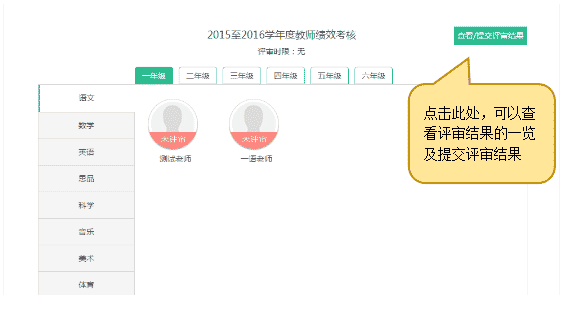 2015至2016学年度教师绩效考核
查看/提交评审结果
评审时限：无
一年级 二年级 三年级 四年级 五年级 六年级
语文
数学
英语
思品
科学
音乐
美术
体育
未评审 未评审
测试老师 一语老师
点击此处，可以查
看评审结果的一览
及提交评审结果